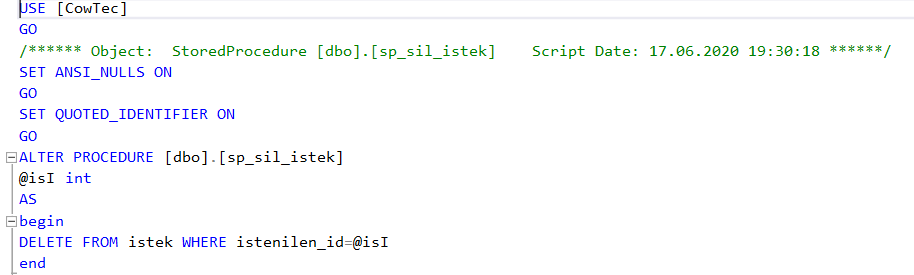 USE [CowTec]
GO
/****** Object:  StoredProcedure [dbo].[sp_sil_istek]    Script Date: 17.06.2020 19:30:18 ******/
SET ANSI_NULLS ON
GO
SET QUOTED_IDENTIFIER ON
GO
ALTER PROCEDURE [dbo].[sp_sil_istek]
@isI int
AS
begin
DELETE FROM istek WHERE istenilen_id=@isI
end